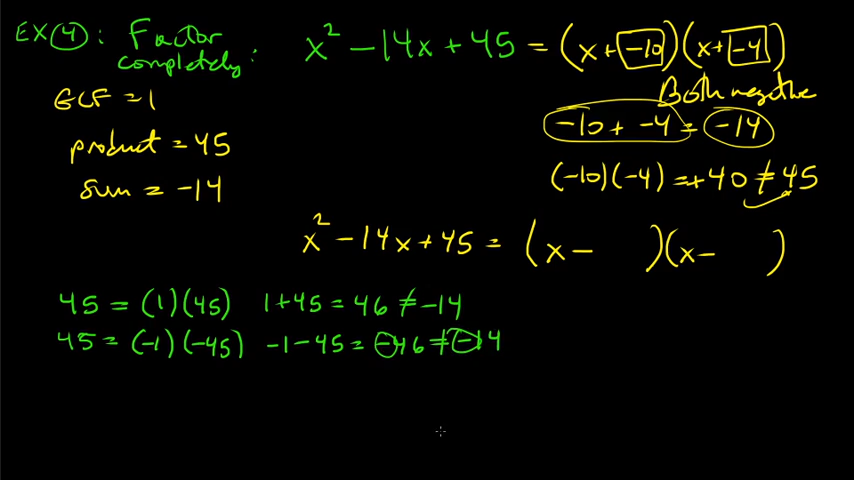 EX④: Factor completely: x² - 14x + 45 = (x + -10)(x + -4)
GCF = 1
Both negative
product = 45
-10 + -4 = -14
sum = -14
(-10)(-4) = +40 ≠ 45
x² - 14x + 45 = (x -    )(x -    )
45 = (1)(45)  1 + 45 = 46 ≠ -14
45 = (-1)(-45)  -1 - 45 = -46 ≠ -14